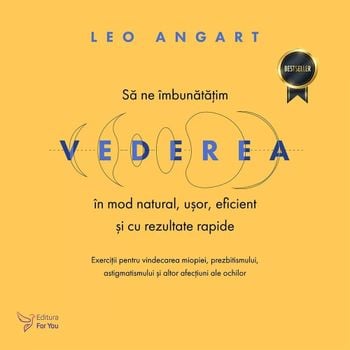 LEO ANGART
BESTSELLER
Să ne îmbunătățim
VEDEREA
în mod natural, ușor, eficient
și cu rezultate rapide
Exerciții pentru vindecarea miopiei, prezbitismului,
astigmatismului și altor afecțiuni ale ochilor
Editura
For You